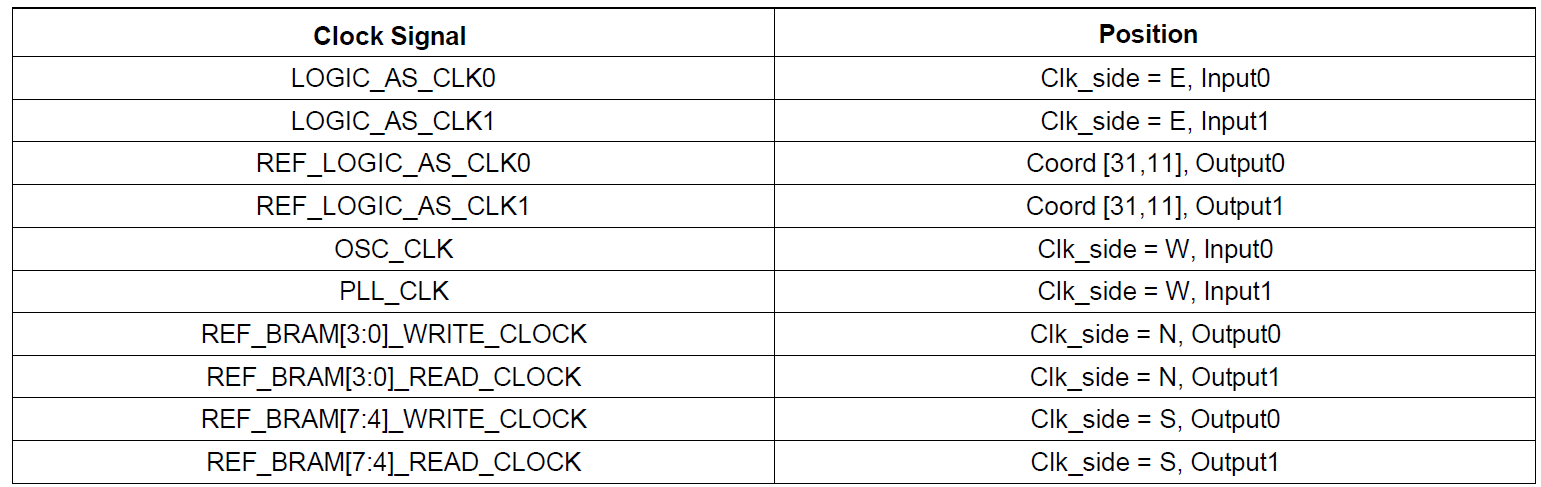 Clock Signal Position
LOGIC_AS_CLK0 Clk_side = E, Input0
LOGIC_AS_CLK1 Clk_side = E, Input1
REF_LOGIC_AS_CLK0 Coord [31,11], Output0
REF_LOGIC_AS_CLK1 Coord [31,11], Output1
OSC_CLK Clk_side = W, Input0
PLL_CLK Clk_side = W, Input1
REF_BRAM[3:0]_WRITE_CLOCK Clk_side = N, Output0
REF_BRAM[3:0]_READ_CLOCK Clk_side = N, Output1
REF_BRAM[7:4]_WRITE_CLOCK Clk_side = S, Output0
REF_BRAM[7:4]_READ_CLOCK Clk_side = S, Output1